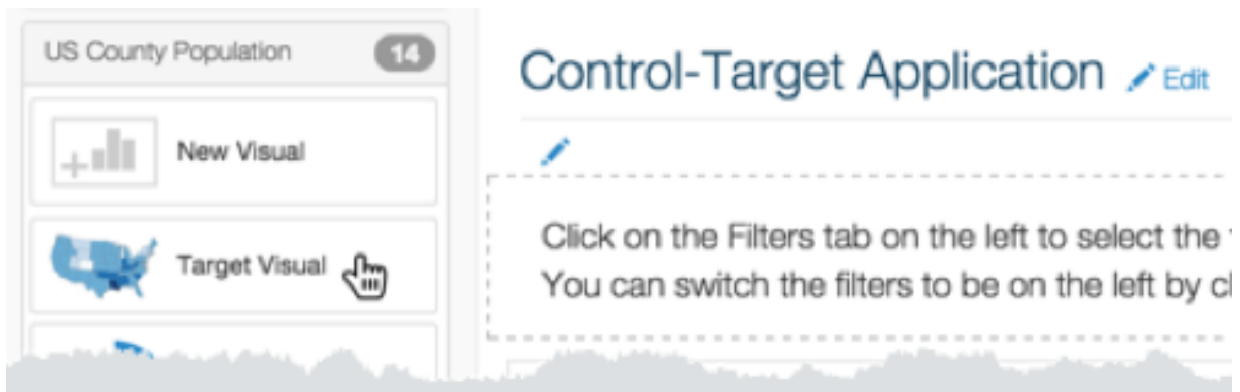 US County Population 14
New Visual
Target Visual
Control-Target Application Edit
Click on the Filters tab on the left to select the
You can switch the filters to be on the left by cl